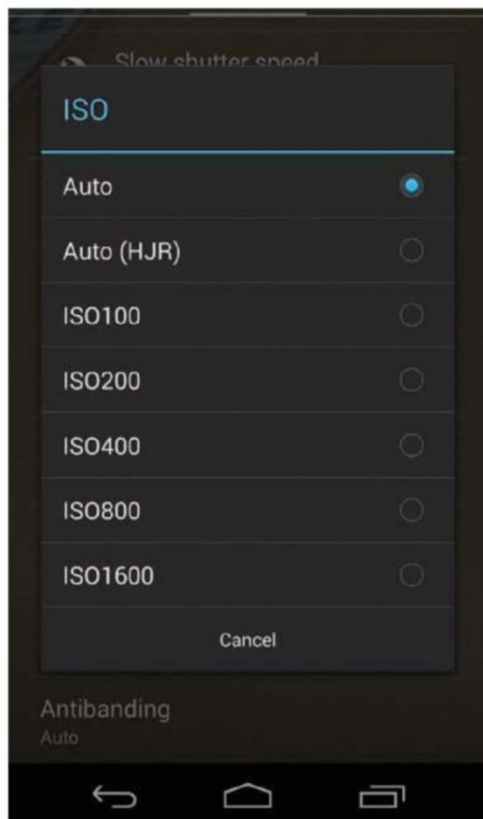 Slow shutter speed
ISO
Auto
Auto (HJR)
ISO100
ISO200
ISO400
ISO800
ISO1600
Cancel
Antibanding
Auto